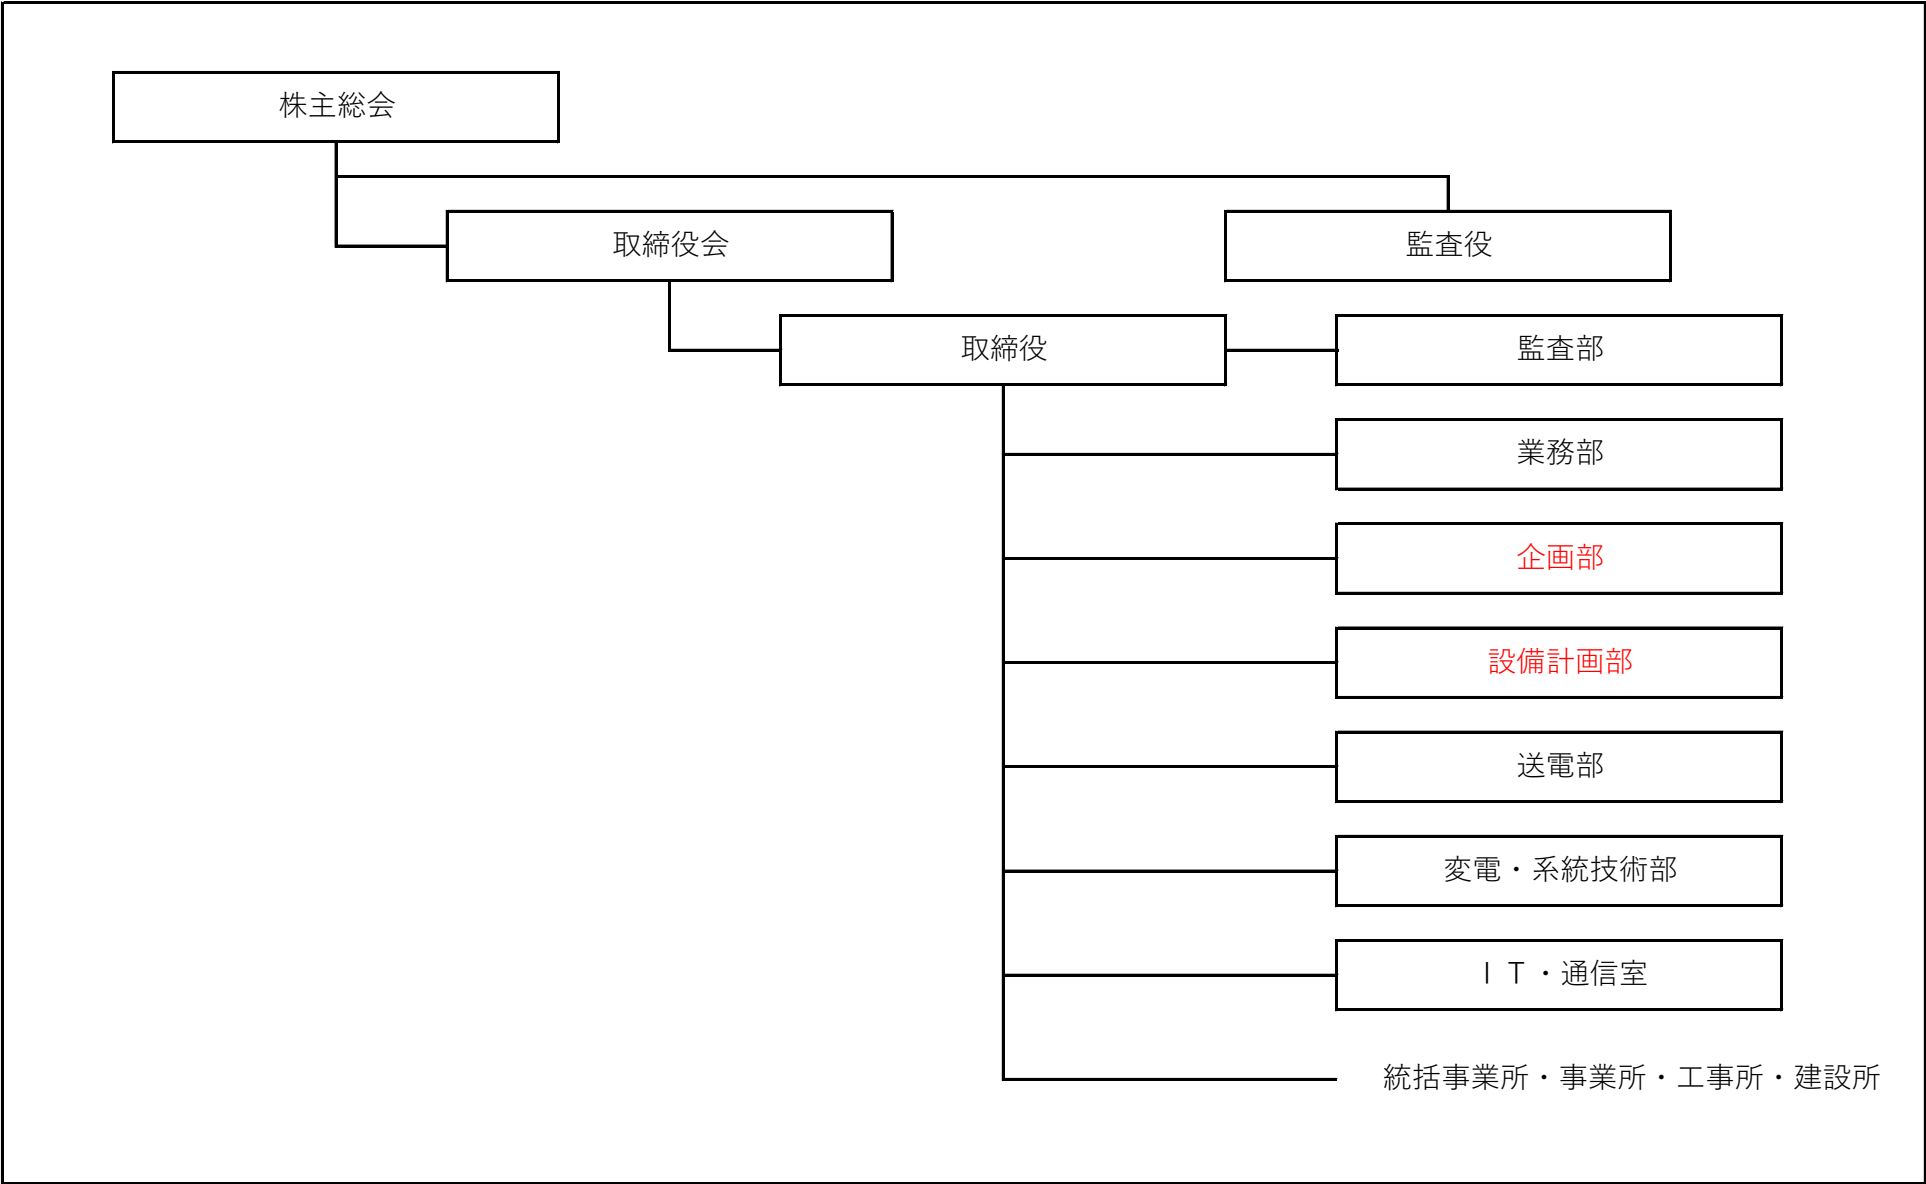 株主総会
取締役会
監査役
取締役
監査部
業務部
企画部
設備計画部
送電部
変電・系統技術部
ＩＴ・通信室
統括事業所・事業所・工事所・建設所